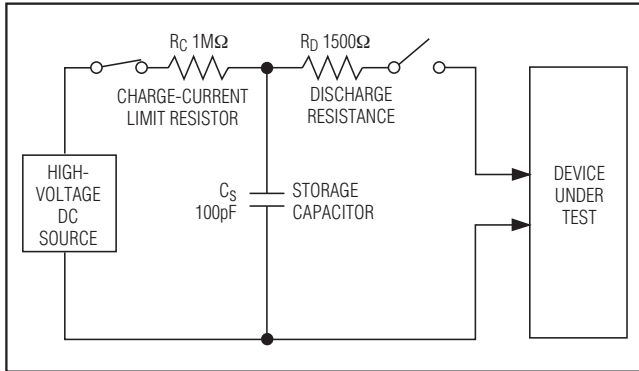 R_C 1MΩ
CHARGE-CURRENT
LIMIT RESISTOR
R_D 1500Ω
DISCHARGE
RESISTANCE
HIGH-
VOLTAGE
DC
SOURCE
C_S
100pF
STORAGE
CAPACITOR
DEVICE
UNDER
TEST